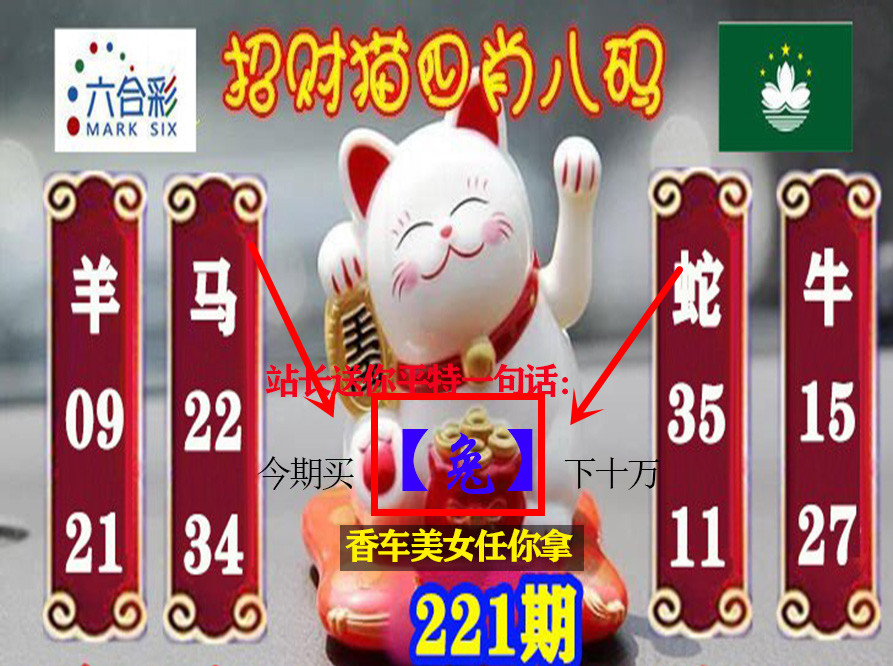 六合彩
MARK SIX
招财猫四肖八码
羊
09
21
马
22
34
蛇
35
11
牛
15
27
站长送你平特一句话：
今期买【兔】下十万
香车美女任你拿
221期